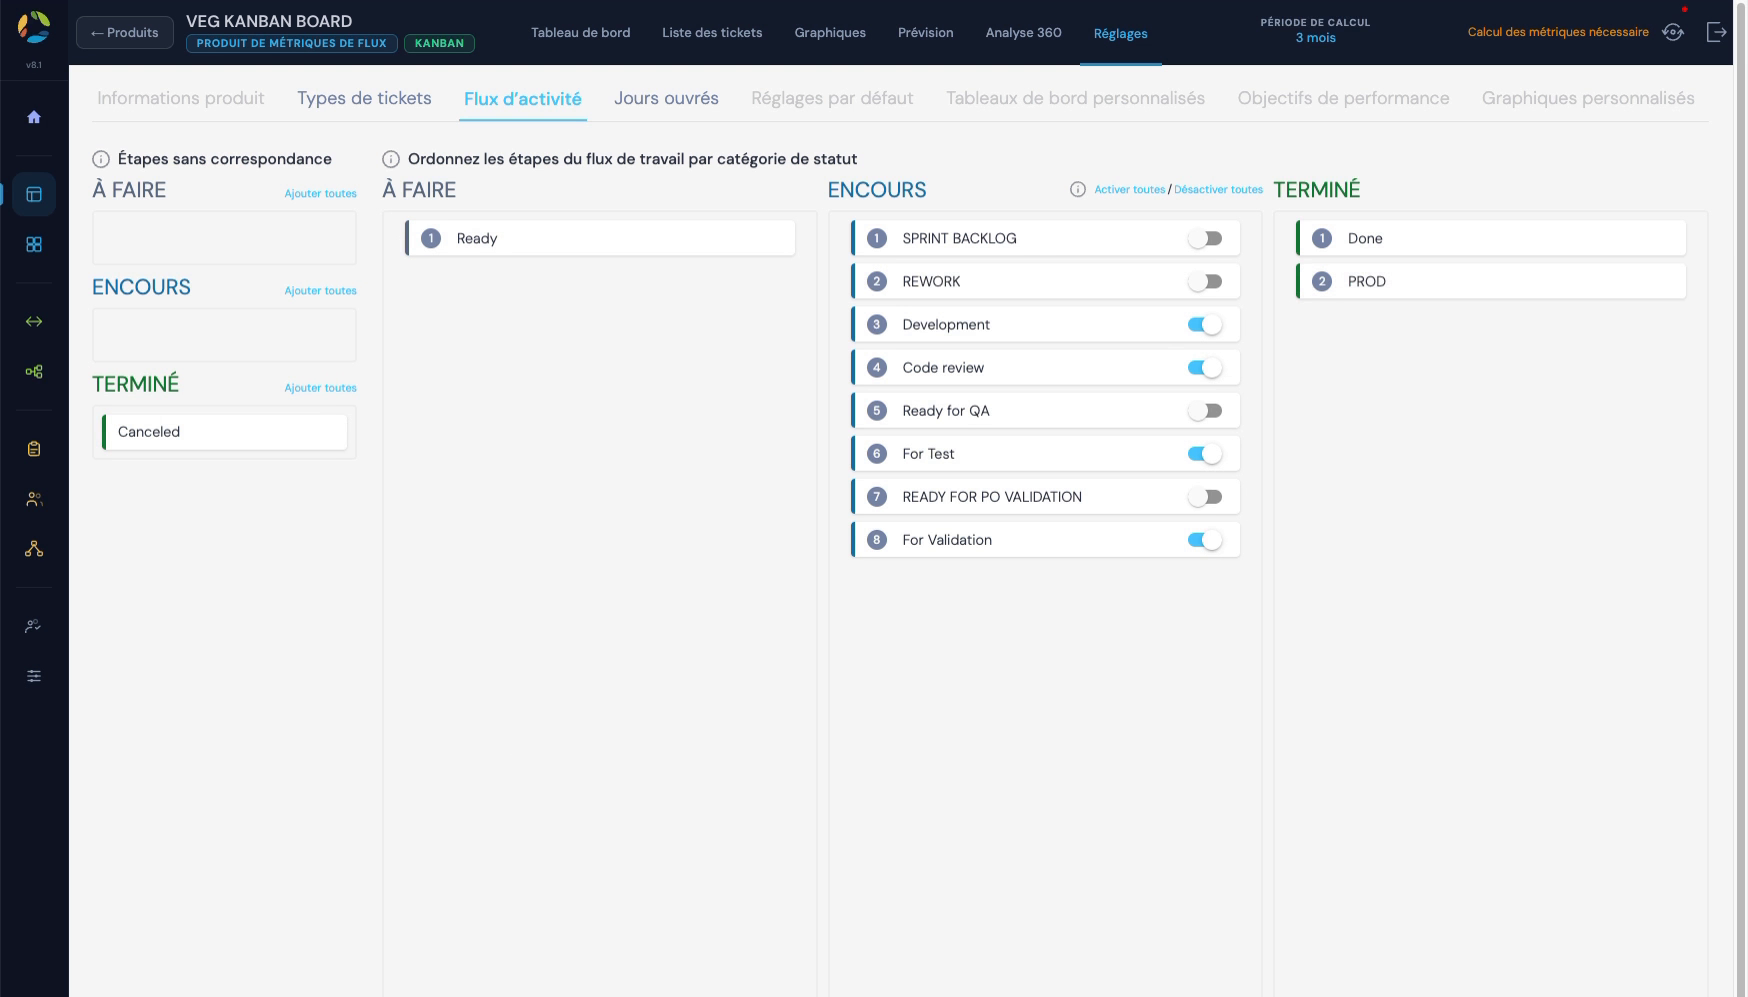 v8.1
← Produits
VEG KANBAN BOARD
PRODUIT DE MÉTRIQUES DE FLUX
KANBAN
Tableau de bord
Liste des tickets
Graphiques
Prévision
Analyse 360
Réglages
PÉRIODE DE CALCUL
3 mois
Calcul des métriques nécessaire
Informations produit
Types de tickets
Flux d’activité
Jours ouvrés
Réglages par défaut
Tableaux de bord personnalisés
Objectifs de performance
Graphiques personnalisés
Étapes sans correspondance
À FAIRE
Ajouter toutes
ENCOURS
Ajouter toutes
TERMINÉ
Ajouter toutes
Canceled
Ordonnez les étapes du flux de travail par catégorie de statut
À FAIRE
1 Ready
ENCOURS
Activer toutes / Désactiver toutes
1 SPRINT BACKLOG
2 REWORK
3 Development
4 Code review
5 Ready for QA
6 For Test
7 READY FOR PO VALIDATION
8 For Validation
TERMINÉ
1 Done
2 PROD